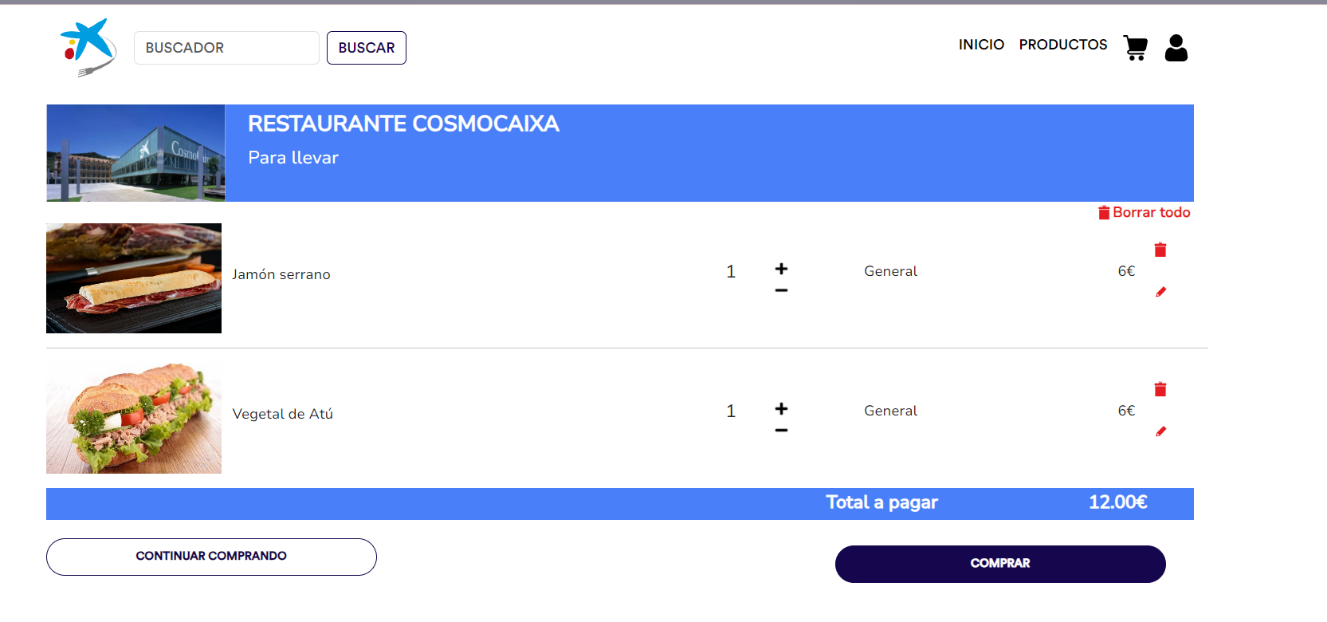 BUSCADOR BUSCAR INICIO PRODUCTOS
RESTAURANTE COSMOCAIXA
Para llevar
Borrar todo
Jamón serrano 1 + − General 6€
Vegetal de Atú 1 + − General 6€
Total a pagar 12.00€
CONTINUAR COMPRANDO COMPRAR